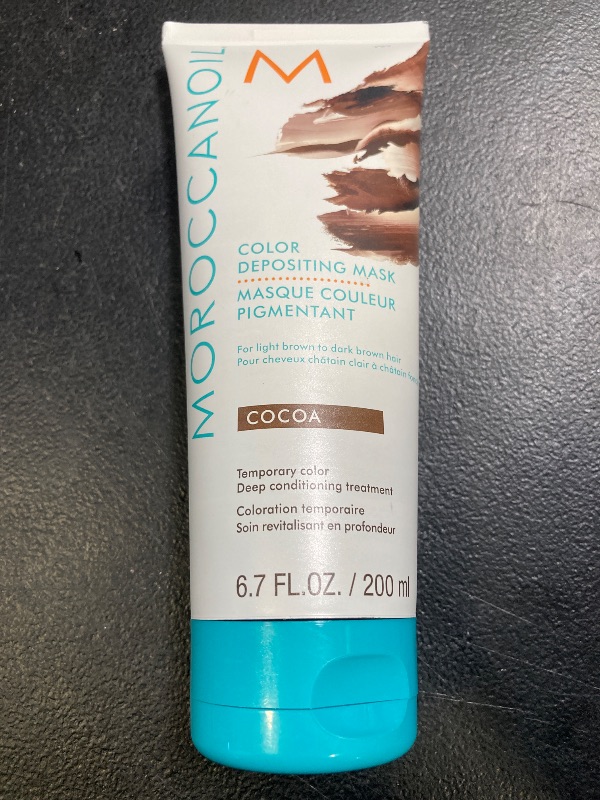 MOROCCANOIL
M
COLOR
DEPOSITING MASK
MASQUE COULEUR
PIGMENTANT
For light brown to dark brown hair
Pour cheveux châtain clair à châtain
COCOA
Temporary color
Deep conditioning treatment
Coloration temporaire
Soin revitalisant en profondeur
6.7 FL.OZ. / 200 ml